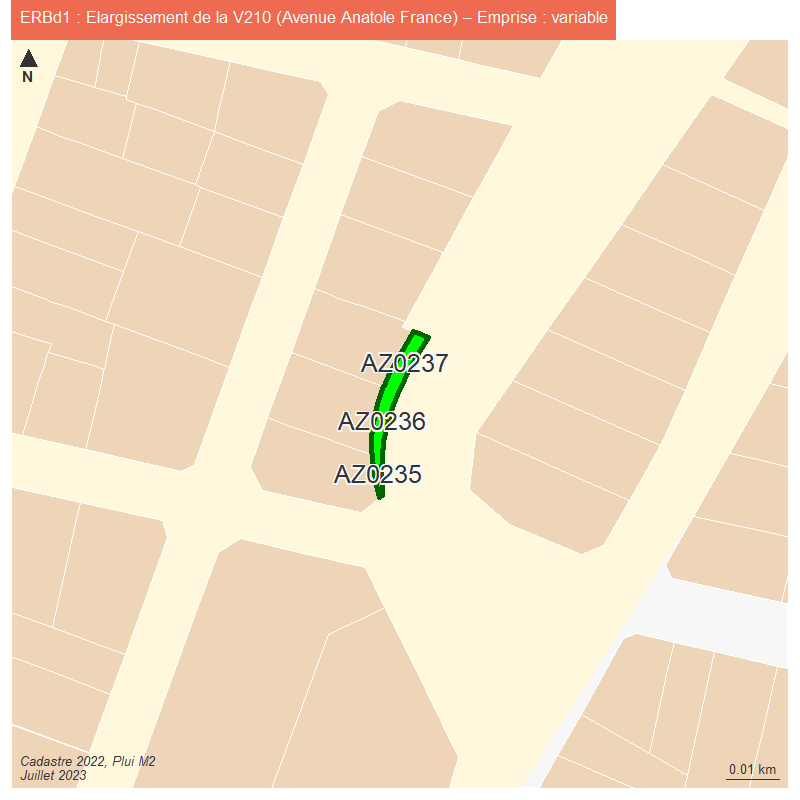 ERBd1 : Elargissement de la V210 (Avenue Anatole France) – Emprise : variable
N
AZ0237
AZ0236
AZ0235
Cadastre 2022, Plui M2
Juillet 2023
0.01 km